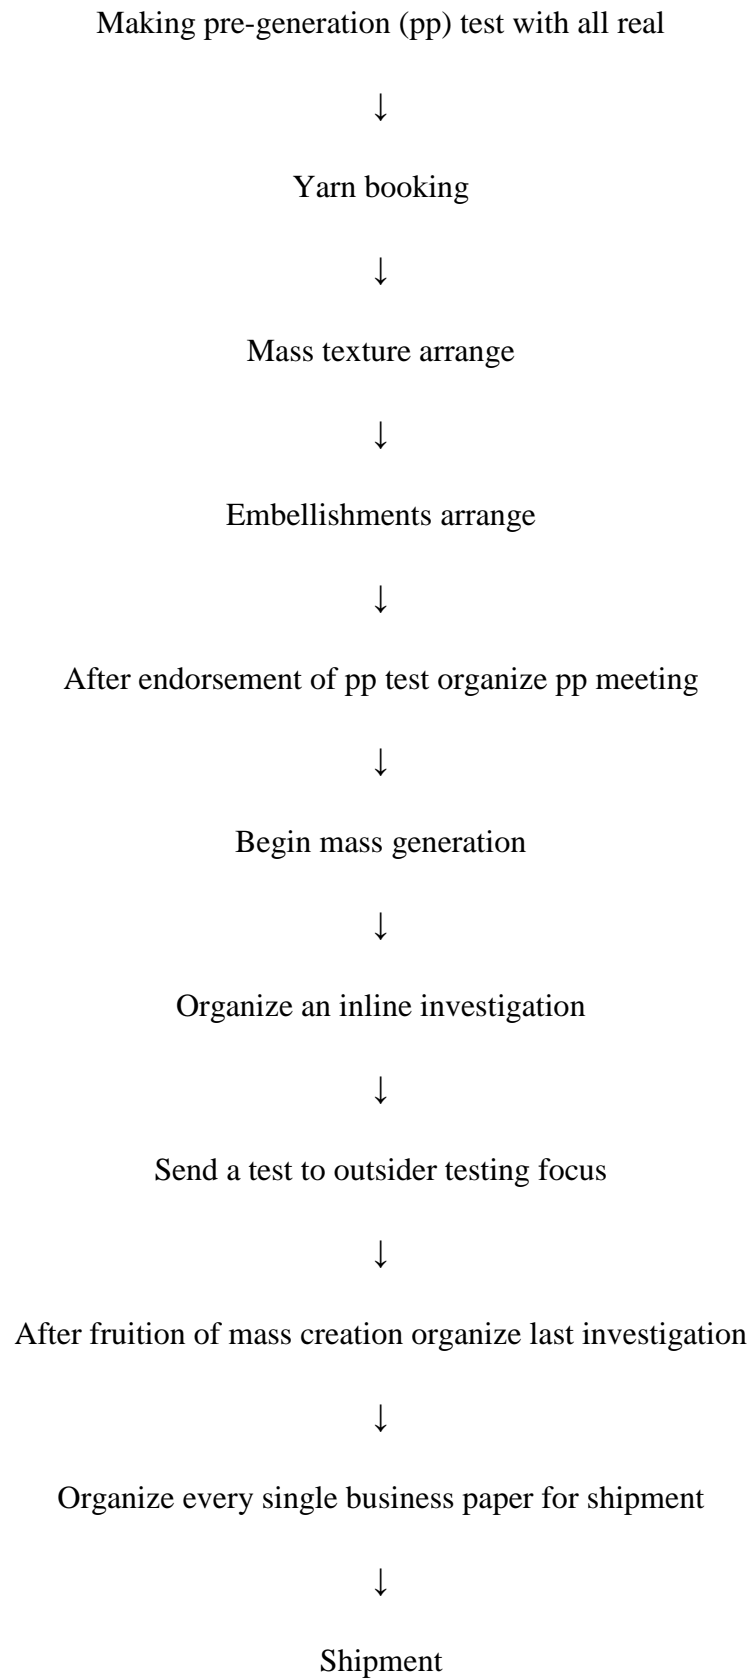 Making pre-generation (pp) test with all real
↓
Yarn booking
↓
Mass texture arrange
↓
Embellishments arrange
↓
After endorsement of pp test organize pp meeting
↓
Begin mass generation
↓
Organize an inline investigation
↓
Send a test to outsider testing focus
↓
After fruition of mass creation organize last investigation
↓
Organize every single business paper for shipment
↓
Shipment